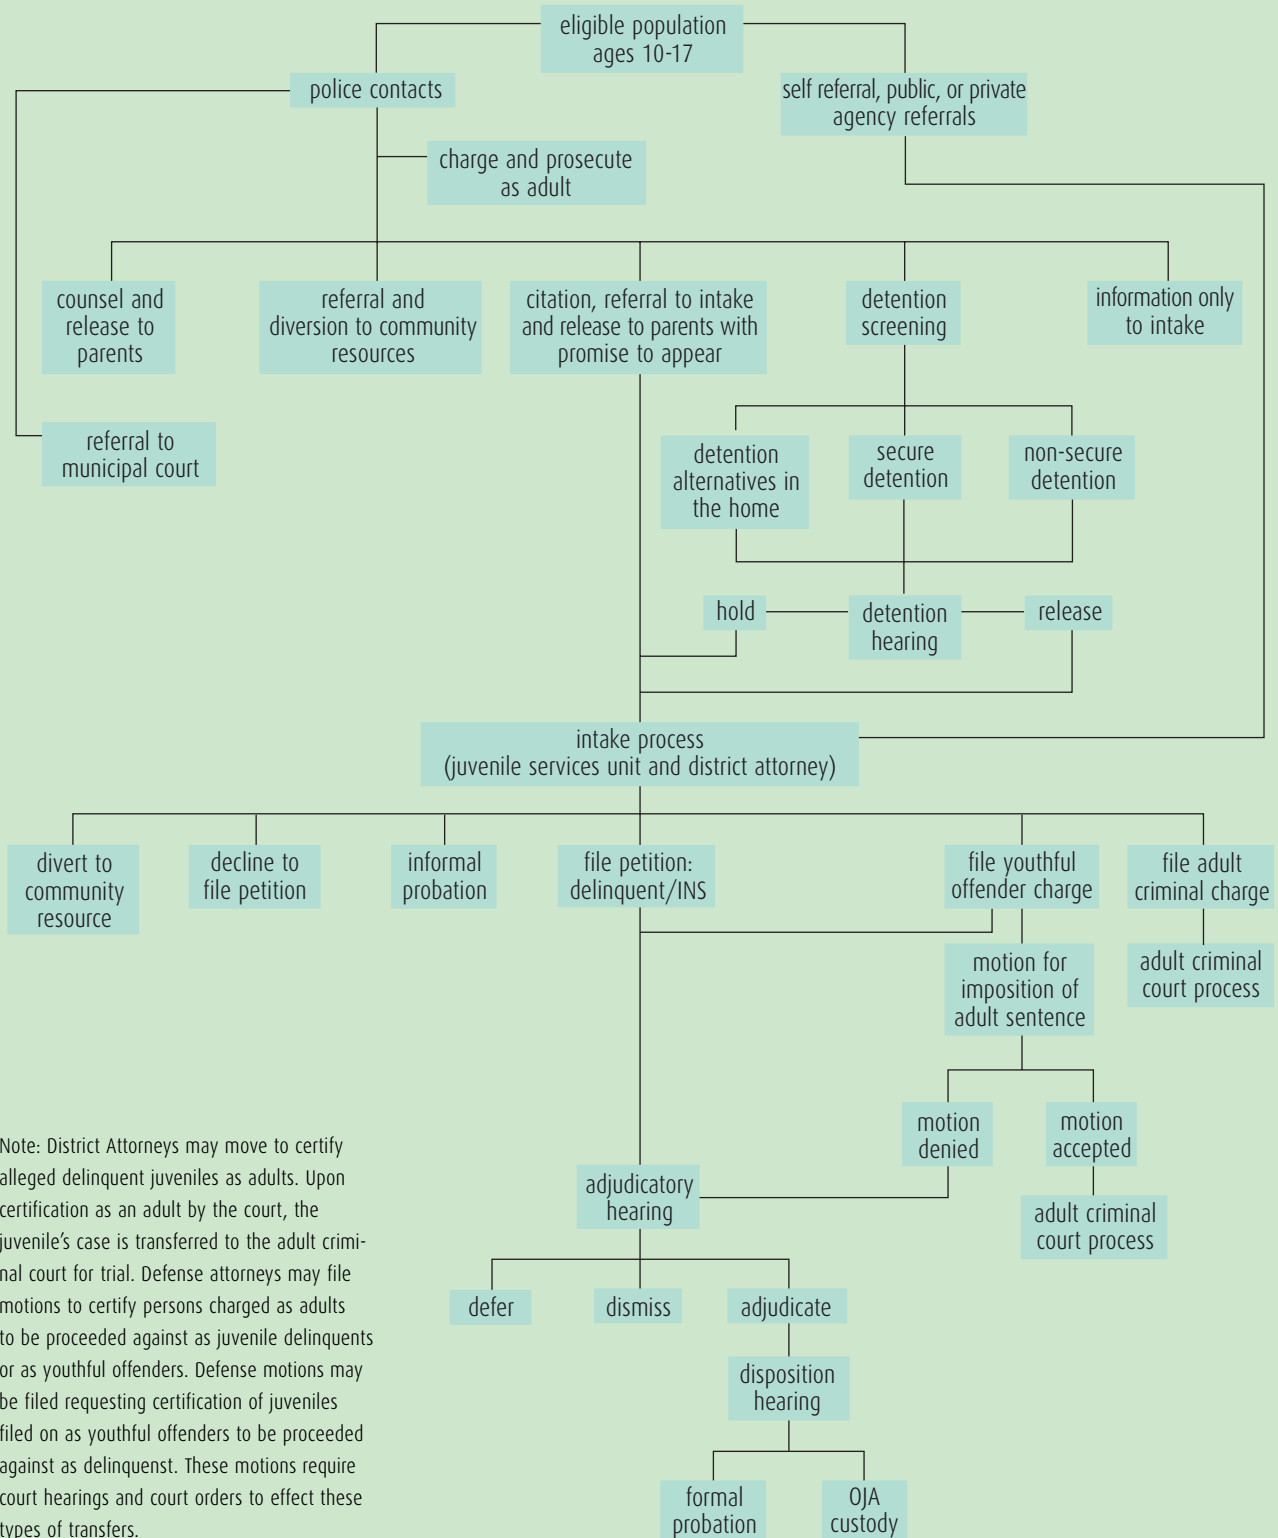 eligible population
ages 10-17
police contacts
self referral, public, or private
agency referrals
charge and prosecute
as adult
counsel and
release to
parents
referral and
diversion to community
resources
citation, referral to intake
and release to parents with
promise to appear
detention
screening
information only
to intake
referral to
municipal court
detention
alternatives in
the home
secure
detention
non-secure
detention
hold
detention
hearing
release
intake process
(juvenile services unit and district attorney)
divert to
community
resource
decline to
file petition
informal
probation
file petition:
delinquent/INS
file youthful
offender charge
file adult
criminal charge
motion for
imposition of
adult sentence
adult criminal
court process
motion
denied
motion
accepted
adjudicatory
hearing
adult criminal
court process
defer
dismiss
adjudicate
disposition
hearing
formal
probation
OJA
custody
Note: District Attorneys may move to certify
alleged delinquent juveniles as adults. Upon
certification as an adult by the court, the
juvenile's case is transferred to the adult crimi-
nal court for trial. Defense attorneys may file
motions to certify persons charged as adults
to be proceeded against as juvenile delinquents
or as youthful offenders. Defense motions may
be filed requesting certification of juveniles
filed on as youthful offenders to be proceeded
against as delinquenst. These motions require
court hearings and court orders to effect these
types of transfers.